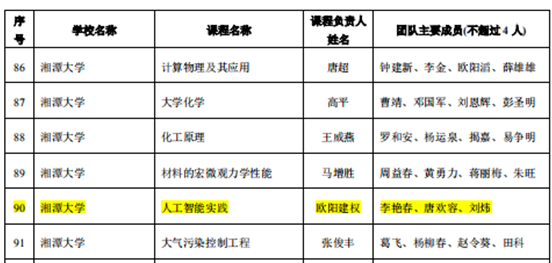 序号 学校名称 课程名称 课程负责人姓名 团队主要成员(不超过 4 人)
86 湘潭大学 计算物理及其应用 唐超 钟建新、李金、欧阳滔、薛雄雄
87 湘潭大学 大学化学 高平 曹靖、邓国军、刘恩辉、彭圣明
88 湘潭大学 化工原理 王威燕 罗和安、杨运泉、揭嘉、易争明
89 湘潭大学 材料的宏微观力学性能 马增胜 周益春、黄勇力、蒋丽梅、朱旺
90 湘潭大学 人工智能实践 欧阳建权 李艳春、唐欢容、刘炜
91 湘潭大学 大气污染控制工程 张俊丰 葛飞、杨柳春、赵令葵、田科